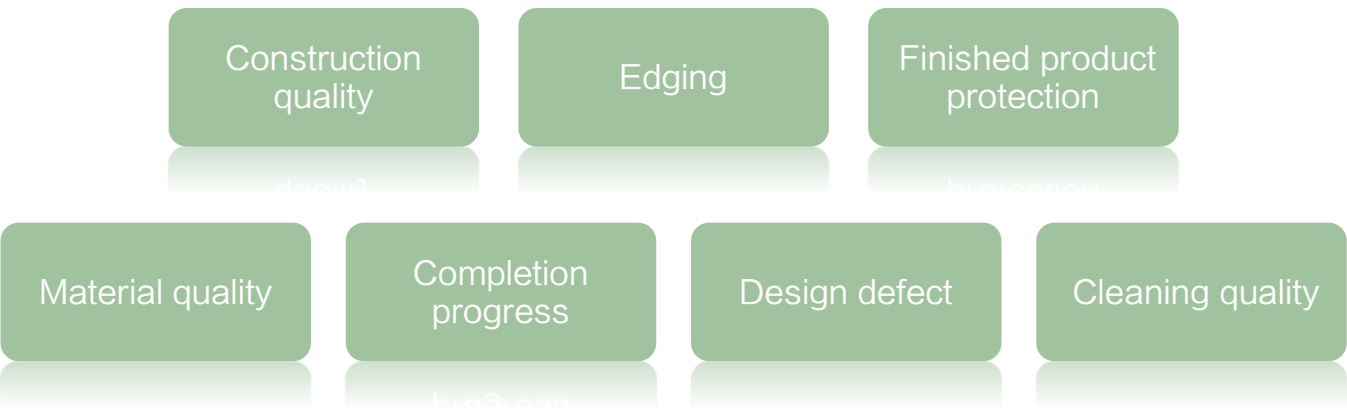 Construction
quality
Edging
Finished product
protection
Material quality
Completion
progress
Design defect
Cleaning quality